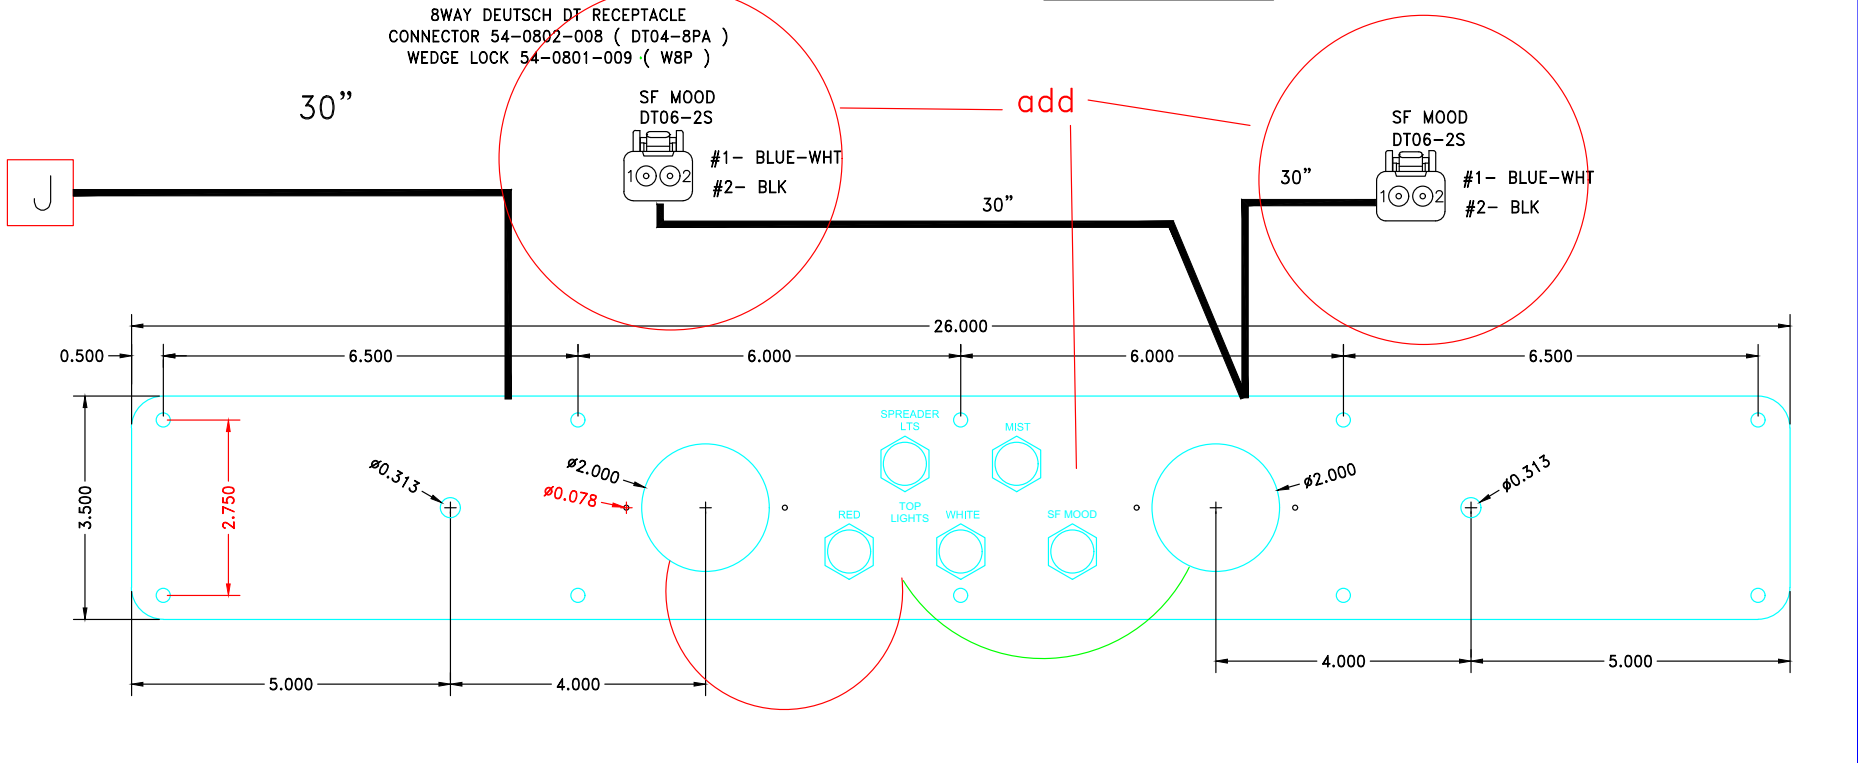 8WAY DEUTSCH DT RECEPTACLE
CONNECTOR 54-0802-008 ( DT04-8PA )
WEDGE LOCK 54-0801-009 ( W8P )
30"
SF MOOD
DT06-2S
1 2
#1- BLUE-WHT
#2- BLK
add
SF MOOD
DT06-2S
1 2
#1- BLUE-WHT
#2- BLK
J
30"
30"
26.000
0.500
6.500
6.000
6.000
6.500
3.500
2.750
ø0.313
ø2.000
ø0.078
SPREADER
LTS
MIST
RED
TOP
LIGHTS
WHITE
SF MOOD
ø2.000
ø0.313
5.000
4.000
4.000
5.000